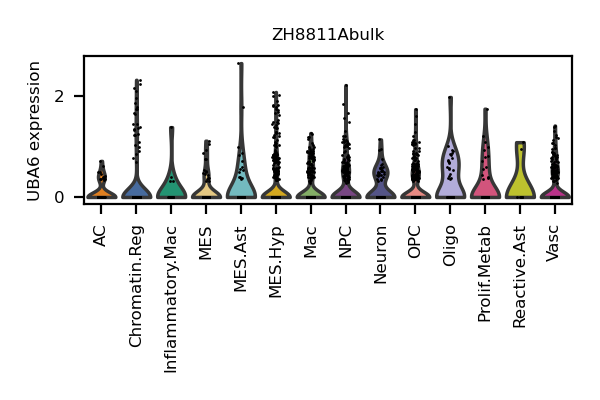 ZH8811Abulk
UBA6 expression
2
0
AC
Chromatin.Reg
Inflammatory.Mac
MES
MES.Ast
MES.Hyp
Mac
NPC
Neuron
OPC
Oligo
Prolif.Metab
Reactive.Ast
Vasc